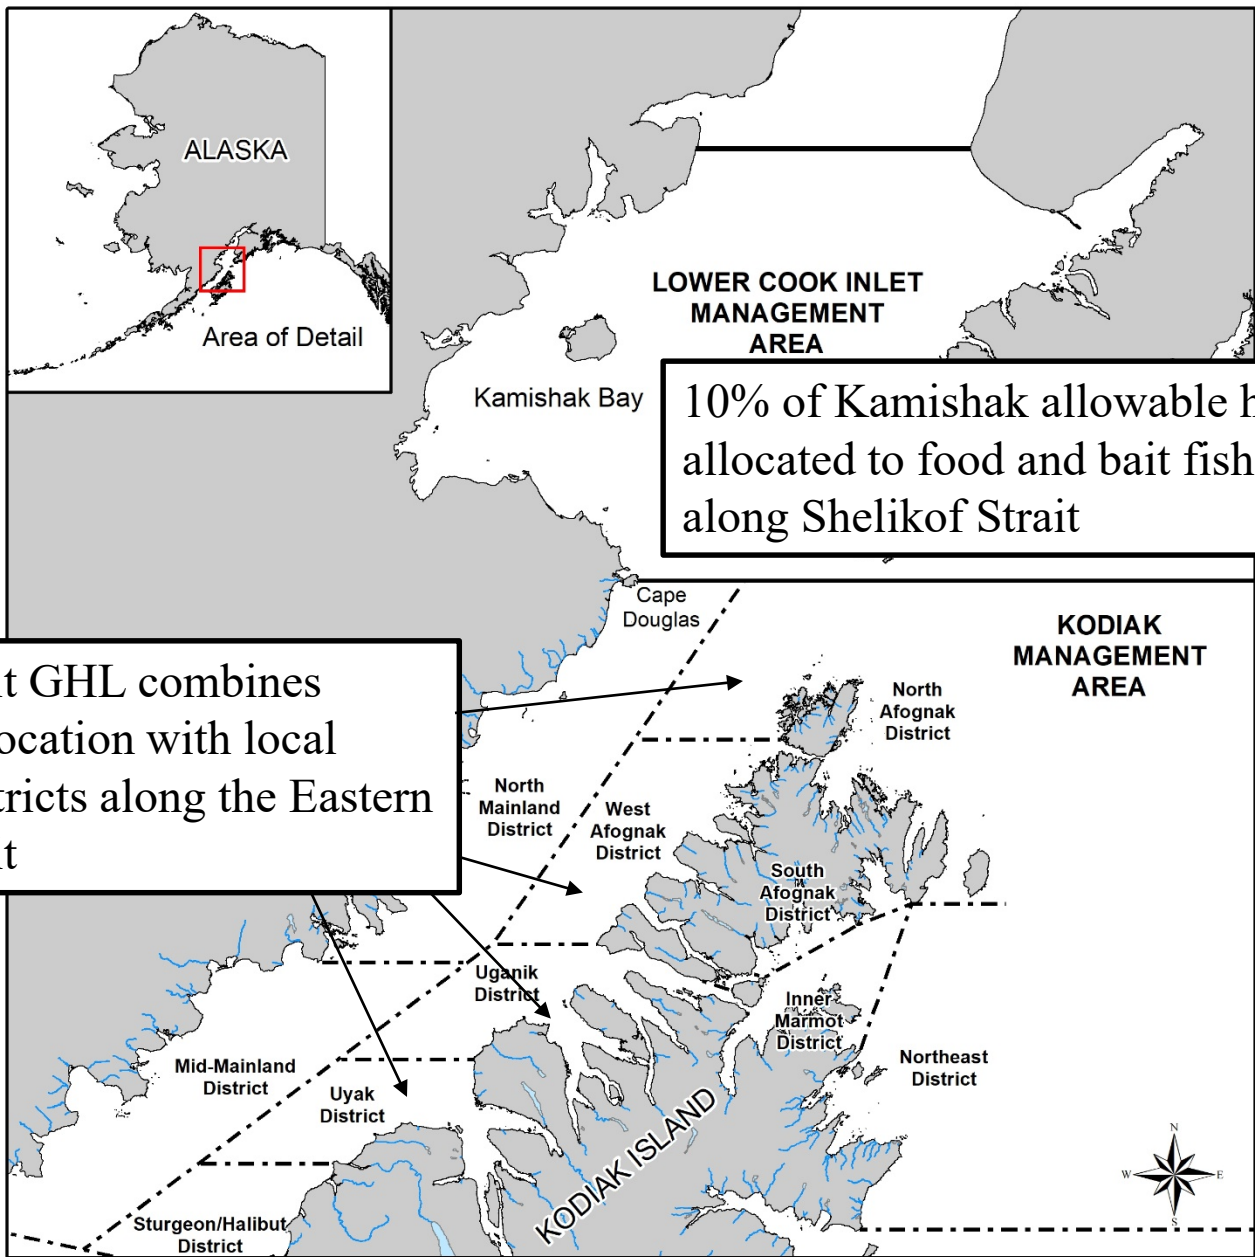 ALASKA
Area of Detail
LOWER COOK INLET
MANAGEMENT
AREA
Kamishak Bay
10% of Kamishak allowable h
allocated to food and bait fish
along Shelikof Strait
Cape
Douglas
KODIAK
MANAGEMENT
AREA
t GHL combines
location with local
tricts along the Eastern
t
North
Afognak
District
North
Mainland
District
West
Afognak
District
South
Afognak
District
Uganik
District
Inner
Marmot
District
Northeast
District
Mid-Mainland
District
Uyak
District
KODIAK ISLAND
Sturgeon/Halibut
District
N
W
E
S